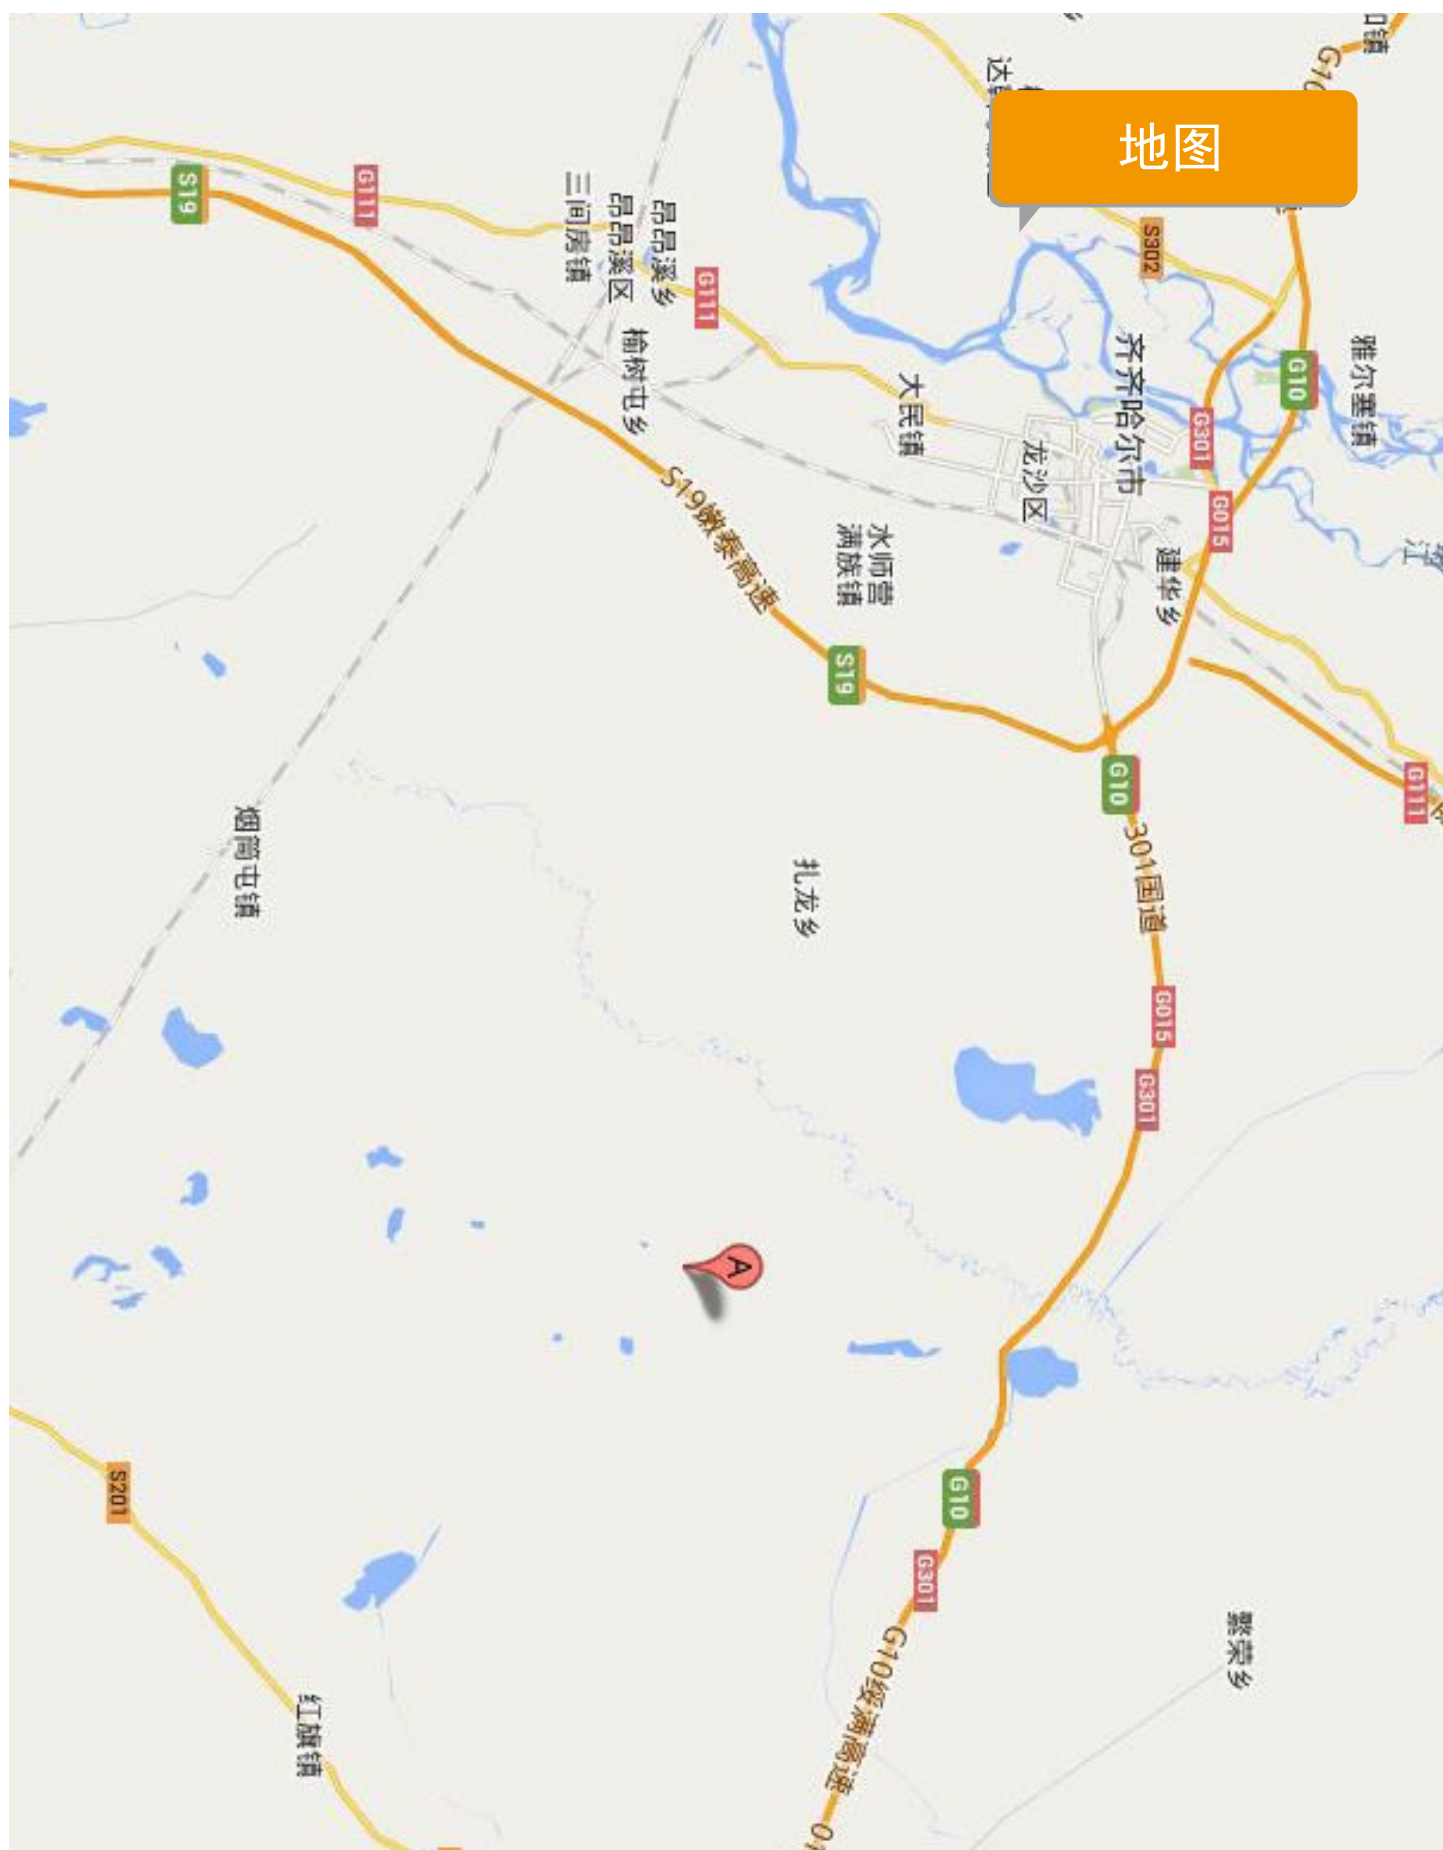 地图
G10
S302
S19
G111
三间房镇
昂昂溪区
昂昂溪乡
G111
榆树屯乡
大民镇
齐齐哈尔市
龙沙区
G301
G10
雅尔塞镇
G015
江
S19嫩泰高速
水师营
满族镇
建华乡
S19
G10
G111
301国道
烟筒屯镇
扎龙乡
G015
G301
A
S201
G10
G301
G10绥满高速
繁荣乡
红旗镇